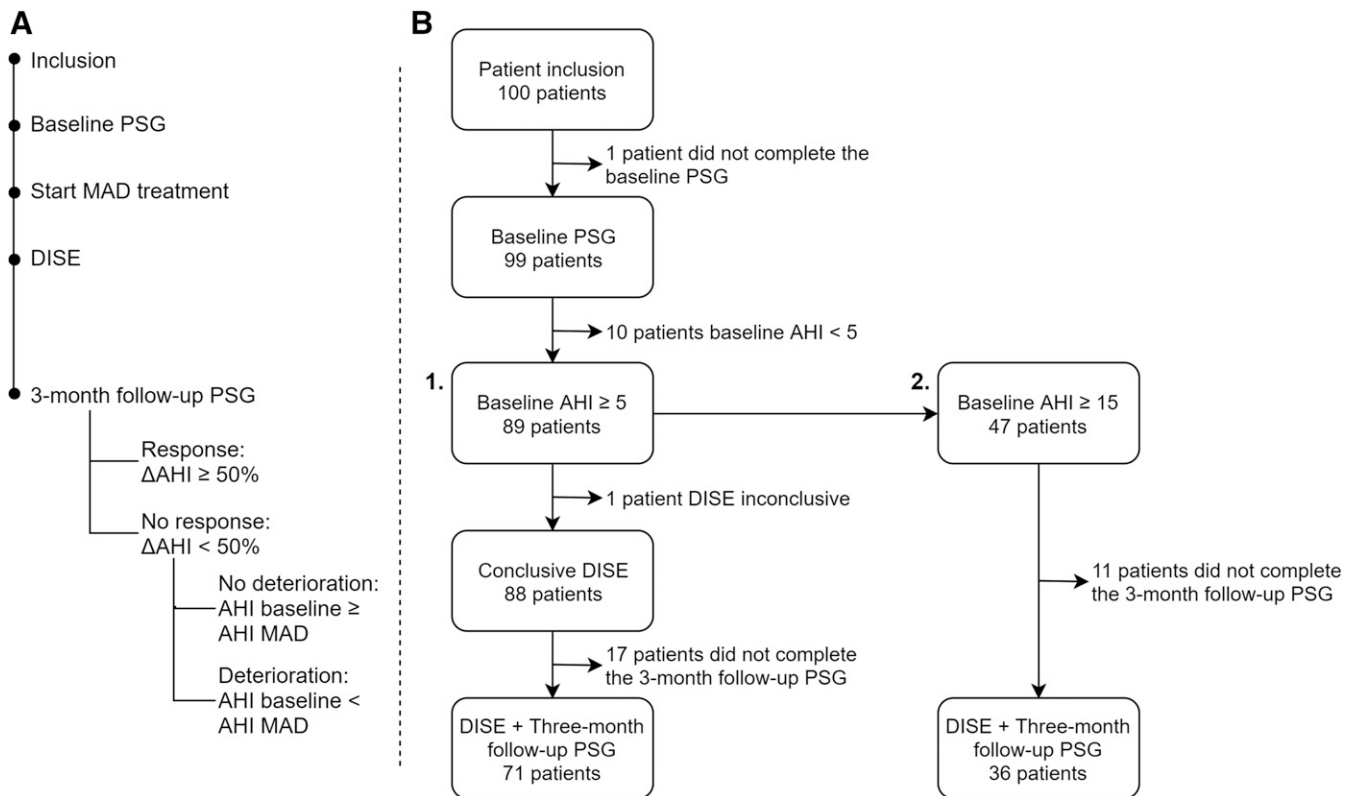 A
Inclusion
Baseline PSG
Start MAD treatment
DISE
3-month follow-up PSG
Response:
ΔAHI ≥ 50%
No response:
ΔAHI < 50%
No deterioration:
AHI baseline ≥
AHI MAD
Deterioration:
AHI baseline <
AHI MAD
B
Patient inclusion
100 patients
1 patient did not complete the
baseline PSG
Baseline PSG
99 patients
10 patients baseline AHI < 5
1.
Baseline AHI ≥ 5
89 patients
2.
Baseline AHI ≥ 15
47 patients
1 patient DISE inconclusive
Conclusive DISE
88 patients
11 patients did not complete
the 3-month follow-up PSG
17 patients did not complete
the 3-month follow-up PSG
DISE + Three-month
follow-up PSG
71 patients
DISE + Three-month
follow-up PSG
36 patients